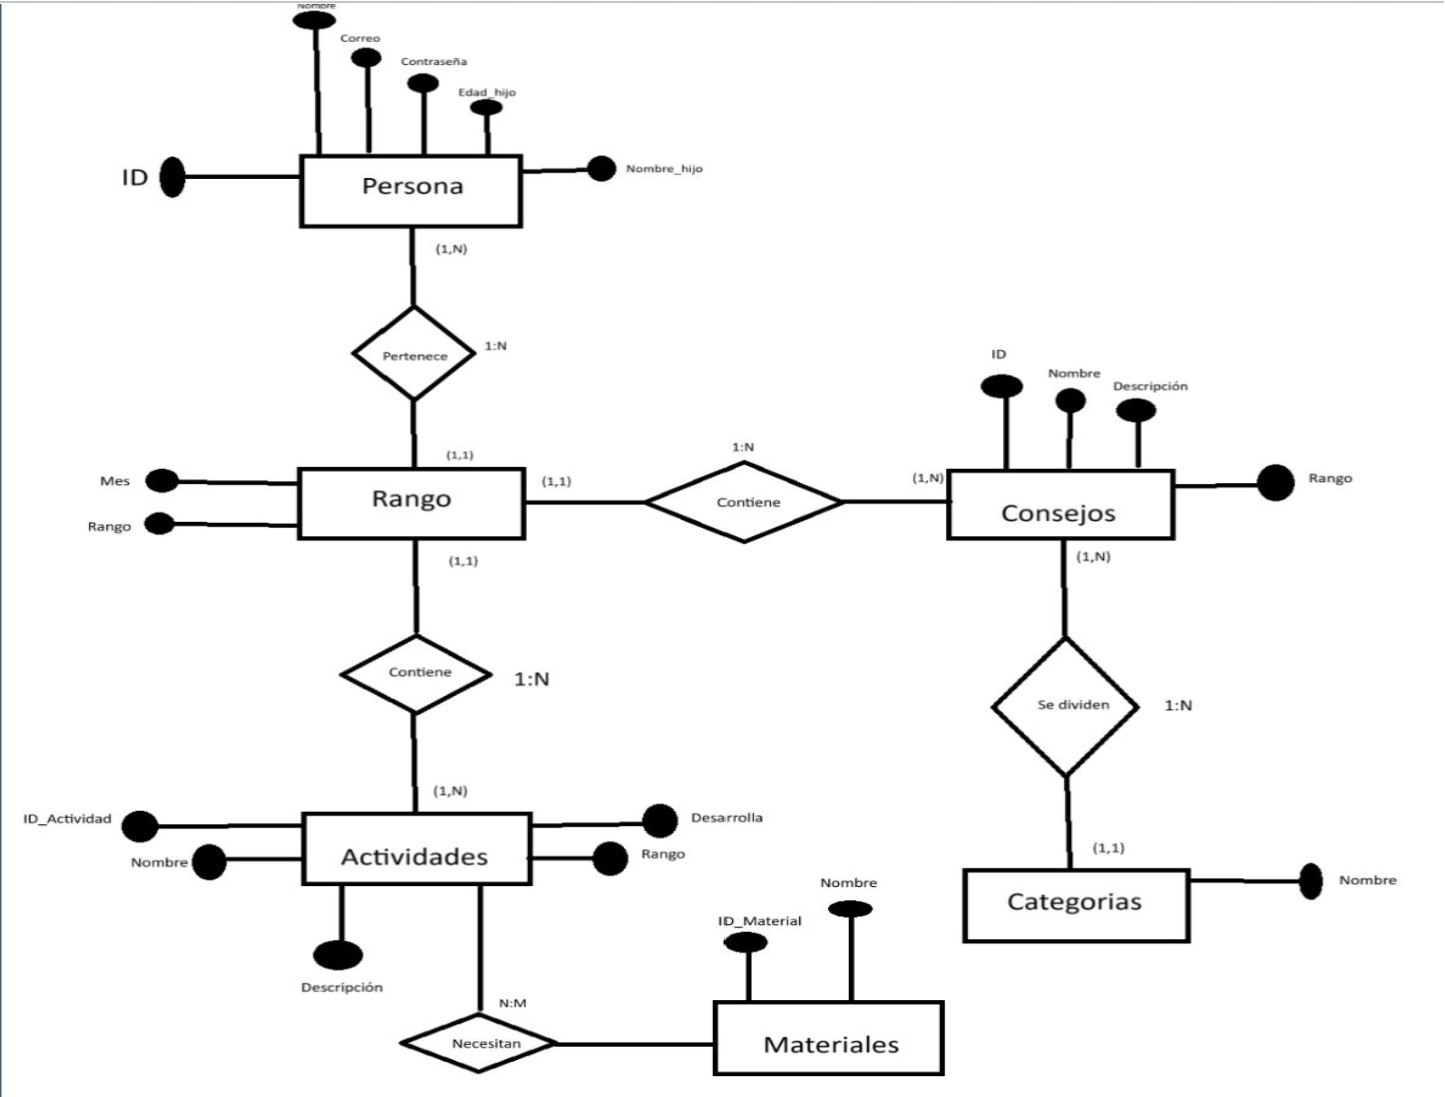 Nombre
Correo
Contraseña
Edad_hijo
ID
Nombre_hijo
Persona
(1,N)
Pertenece
1:N
(1,1)
Mes
Rango
Rango
(1,1)
1:N
Contiene
(1,N)
ID
Nombre
Descripción
Rango
Consejos
(1,1)
(1,N)
Contiene
1:N
Se dividen
1:N
(1,N)
(1,1)
ID_Actividad
Nombre
Actividades
Desarrolla
Rango
Descripción
Categorias
Nombre
N:M
Necesitan
ID_Material
Nombre
Materiales